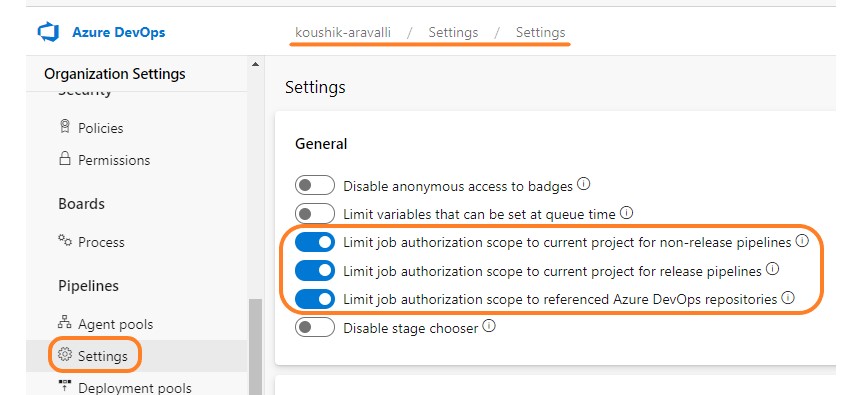 Azure DevOps
koushik-aravalli / Settings / Settings
Organization Settings
Security
Policies
Permissions
Boards
Process
Pipelines
Agent pools
Settings
Deployment pools
Settings
General
Disable anonymous access to badges
Limit variables that can be set at queue time
Limit job authorization scope to current project for non-release pipelines
Limit job authorization scope to current project for release pipelines
Limit job authorization scope to referenced Azure DevOps repositories
Disable stage chooser